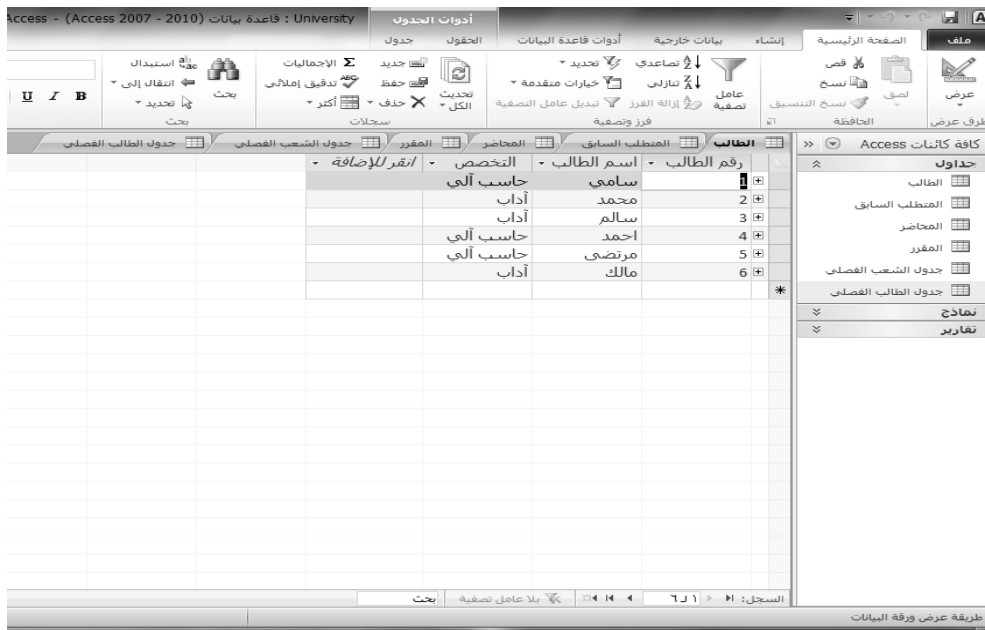 أدوات الجدول
University : قاعدة بيانات (Access 2007 - 2010) - Access
ملف
الصفحة الرئيسية
إنشاء
بيانات خارجية
أدوات قاعدة البيانات
الحقول
جدول
عرض
طرق عرض
لصق
قص
نسخ
نسخ التنسيق
الحافظة
عامل تصفية
تصاعدي
تنازلي
إزالة الفرز
تحديد
خيارات متقدمة
تبديل عامل التصفية
فرز وتصفية
تحديث الكل
جديد
حفظ
حذف
الإجماليات
تدقيق إملائي
أكثر
سجلات
بحث
استبدال
انتقال إلى
تحديد
بحث
B I U
كافة كائنات Access
جداول
الطالب
المتطلب السابق
المحاضر
المقرر
جدول الشعب الفصلي
جدول الطالب الفصلي
نماذج
تقارير
الطالب
المتطلب السابق
المحاضر
المقرر
جدول الشعب الفصلي
جدول الطالب الفصلي
رقم الطالب اسم الطالب التخصص انقر للإضافة
1 سامي حاسب آلي
2 محمد آداب
3 سالم آداب
4 احمد حاسب آلي
5 مرتضى حاسب آلي
6 مالك آداب
السجل: ١ لـ ٦ بلا عامل تصفية بحث
طريقة عرض ورقة البيانات